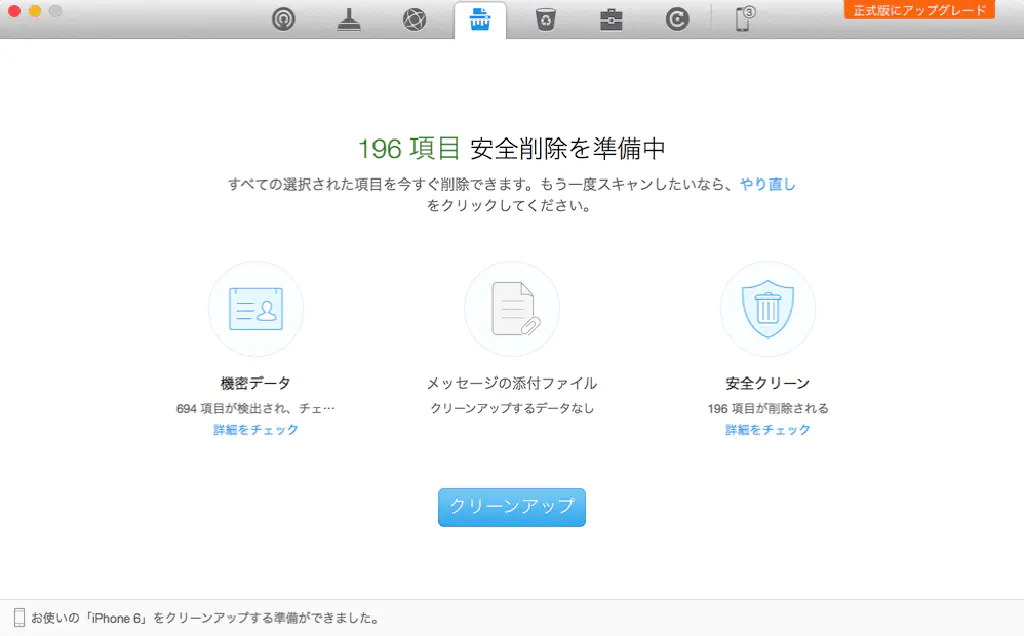 3
正式版にアップグレード
196 項目 安全削除を準備中
すべての選択された項目を今すぐ削除できます。もう一度スキャンしたいなら、やり直し
をクリックしてください。
機密データ
メッセージの添付ファイル
安全クリーン
694 項目が検出され、チェ…
クリーンアップするデータなし
196 項目が削除される
詳細をチェック
詳細をチェック
クリーンアップ
お使いの「iPhone 6」をクリーンアップする準備ができました。